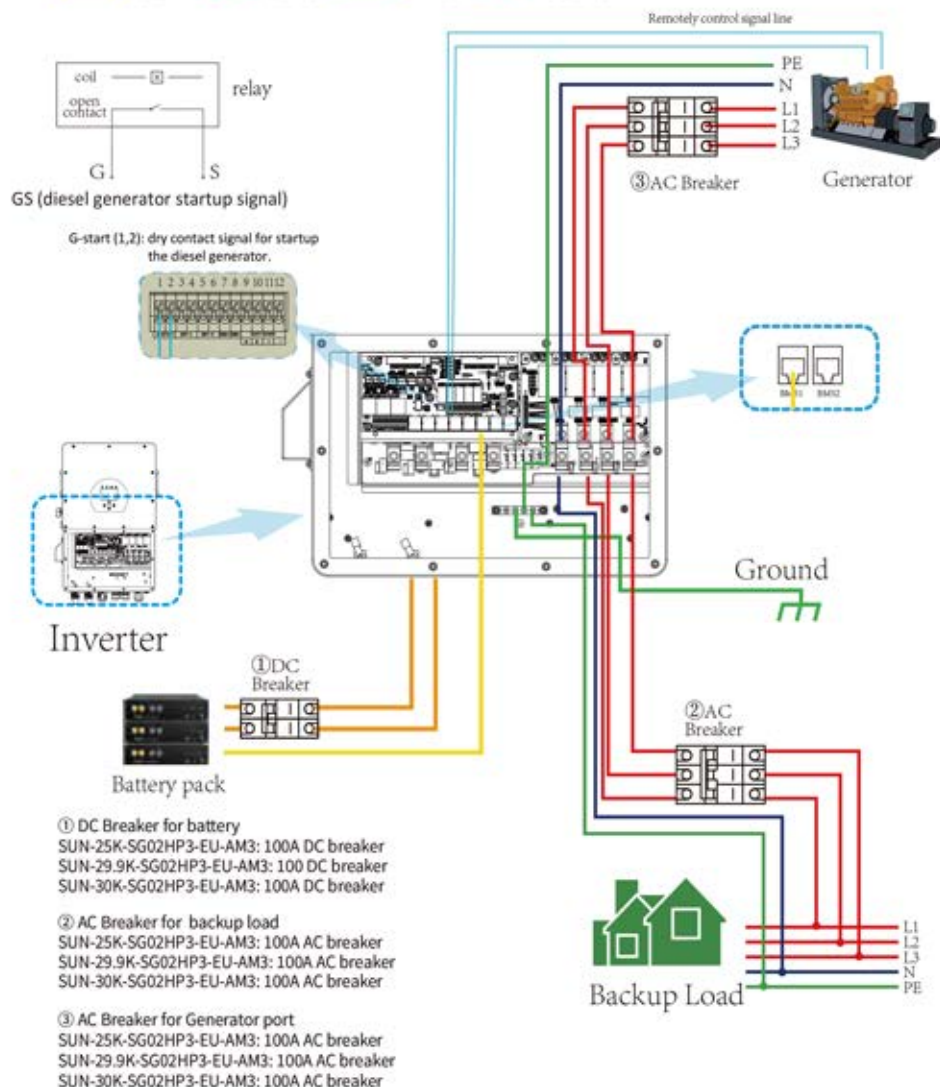 Remotely control signal line
coil
open
contact
relay
G
S
GS (diesel generator startup signal)
G-start (1,2): dry contact signal for startup
the diesel generator.
1 2 3 4 5 6 7 8 9 10 11 12
PE
N
L1
L2
L3
③AC Breaker
Generator
BMS1 BMS2
Inverter
Ground
①DC
Breaker
②AC
Breaker
Battery pack
① DC Breaker for battery
SUN-25K-SG02HP3-EU-AM3: 100A DC breaker
SUN-29.9K-SG02HP3-EU-AM3: 100 DC breaker
SUN-30K-SG02HP3-EU-AM3: 100A DC breaker
② AC Breaker for backup load
SUN-25K-SG02HP3-EU-AM3: 100A AC breaker
SUN-29.9K-SG02HP3-EU-AM3: 100A AC breaker
SUN-30K-SG02HP3-EU-AM3: 100A AC breaker
③ AC Breaker for Generator port
SUN-25K-SG02HP3-EU-AM3: 100A AC breaker
SUN-29.9K-SG02HP3-EU-AM3: 100A AC breaker
SUN-30K-SG02HP3-EU-AM3: 100A AC breaker
Backup Load
L1
L2
L3
N
PE